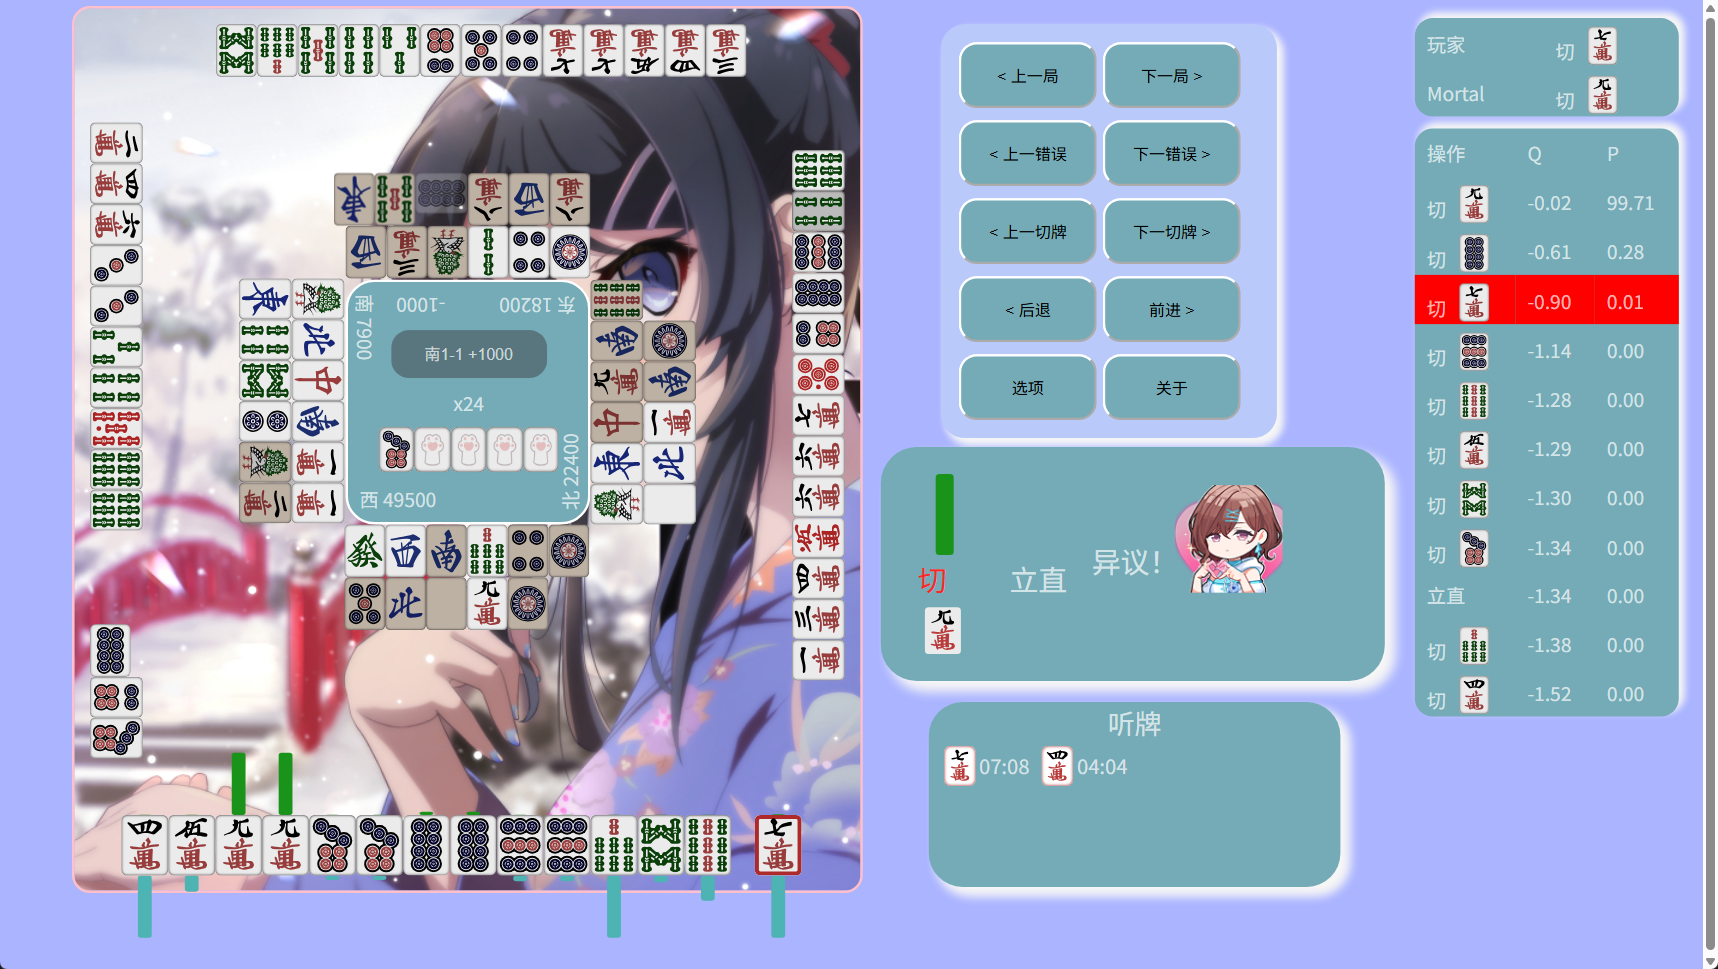 < 上一局
下一局 >
< 上一错误
下一错误 >
< 上一切牌
下一切牌 >
< 后退
前进 >
选项
关于
南 7900
-1000
东 18200
南1-1 +1000
x24
西 49500
北 22400
切
立直
异议!
听牌
07:08
04:04
玩家 切
Mortal 切
操作 Q P
切 -0.02 99.71
切 -0.61 0.28
切 -0.90 0.01
切 -1.14 0.00
切 -1.28 0.00
切 -1.29 0.00
切 -1.30 0.00
切 -1.34 0.00
立直 -1.34 0.00
切 -1.38 0.00
切 -1.52 0.00